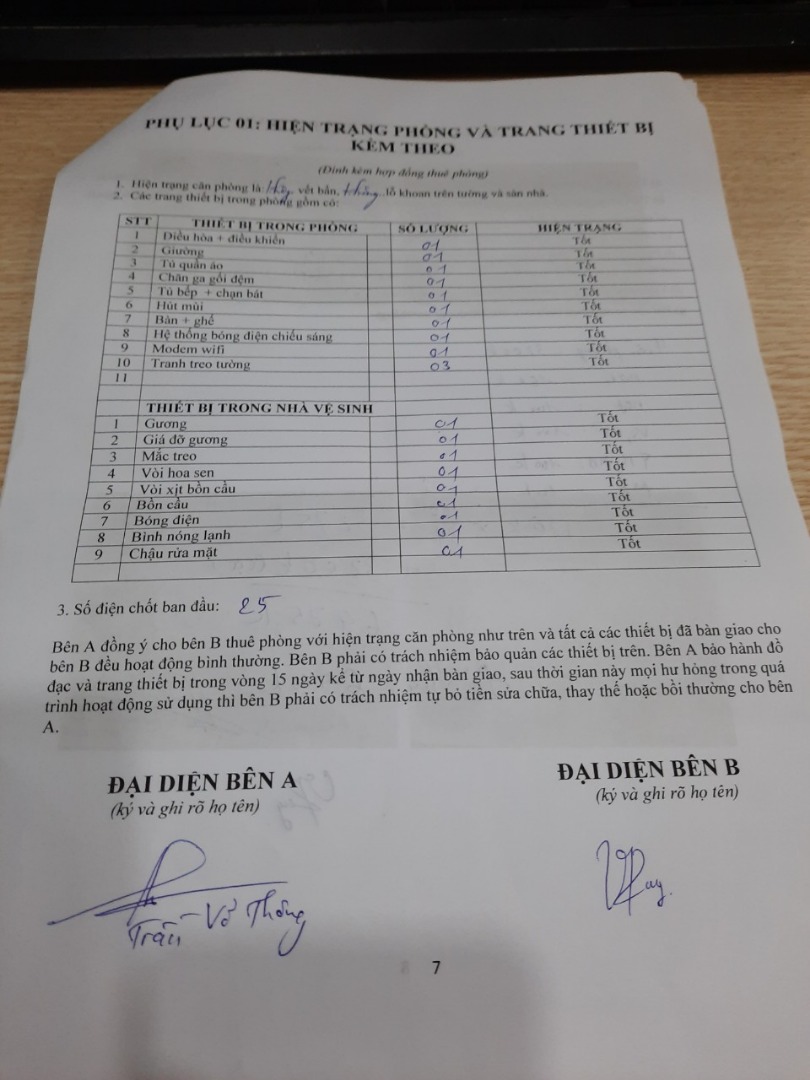 PHỤ LỤC 01: HIỆN TRẠNG PHÒNG VÀ TRANG THIẾT BỊ
KÈM THEO
(Đính kèm hợp đồng thuê phòng)
1. Hiện trạng căn phòng là: không vết bẩn, không lỗ khoan trên tường và sàn nhà.
2. Các trang thiết bị trong phòng gồm có:
STT THIẾT BỊ TRONG PHÒNG SỐ LƯỢNG HIỆN TRẠNG
1 Điều hòa + điều khiển 01 Tốt
2 Giường 01 Tốt
3 Tủ quần áo 01 Tốt
4 Chăn ga gối đệm 01 Tốt
5 Tủ bếp + chạn bát 01 Tốt
6 Hút mùi 01 Tốt
7 Bàn + ghế 01 Tốt
8 Hệ thống bóng điện chiếu sáng 01 Tốt
9 Modem wifi 01 Tốt
10 Tranh treo tường 03 Tốt
11
THIẾT BỊ TRONG NHÀ VỆ SINH
1 Gương 01 Tốt
2 Giá đỡ gương 01 Tốt
3 Mắc treo 01 Tốt
4 Vòi hoa sen 01 Tốt
5 Vòi xịt bồn cầu 01 Tốt
6 Bồn cầu 01 Tốt
7 Bóng điện 01 Tốt
8 Bình nóng lạnh 01 Tốt
9 Chậu rửa mặt 01 Tốt
3. Số điện chốt ban đầu: 25
Bên A đồng ý cho bên B thuê phòng với hiện trạng căn phòng như trên và tất cả các thiết bị đã bàn giao cho
bên B đều hoạt động bình thường. Bên B phải có trách nhiệm bảo quản các thiết bị trên. Bên A bảo hành đồ
đạc và trang thiết bị trong vòng 15 ngày kể từ ngày nhận bàn giao, sau thời gian này mọi hư hỏng trong quá
trình hoạt động sử dụng thì bên B phải có trách nhiệm tự bỏ tiền sửa chữa, thay thế hoặc bồi thường cho bên
A.
ĐẠI DIỆN BÊN A ĐẠI DIỆN BÊN B
(ký và ghi rõ họ tên) (ký và ghi rõ họ tên)
Trần Võ Thông
7